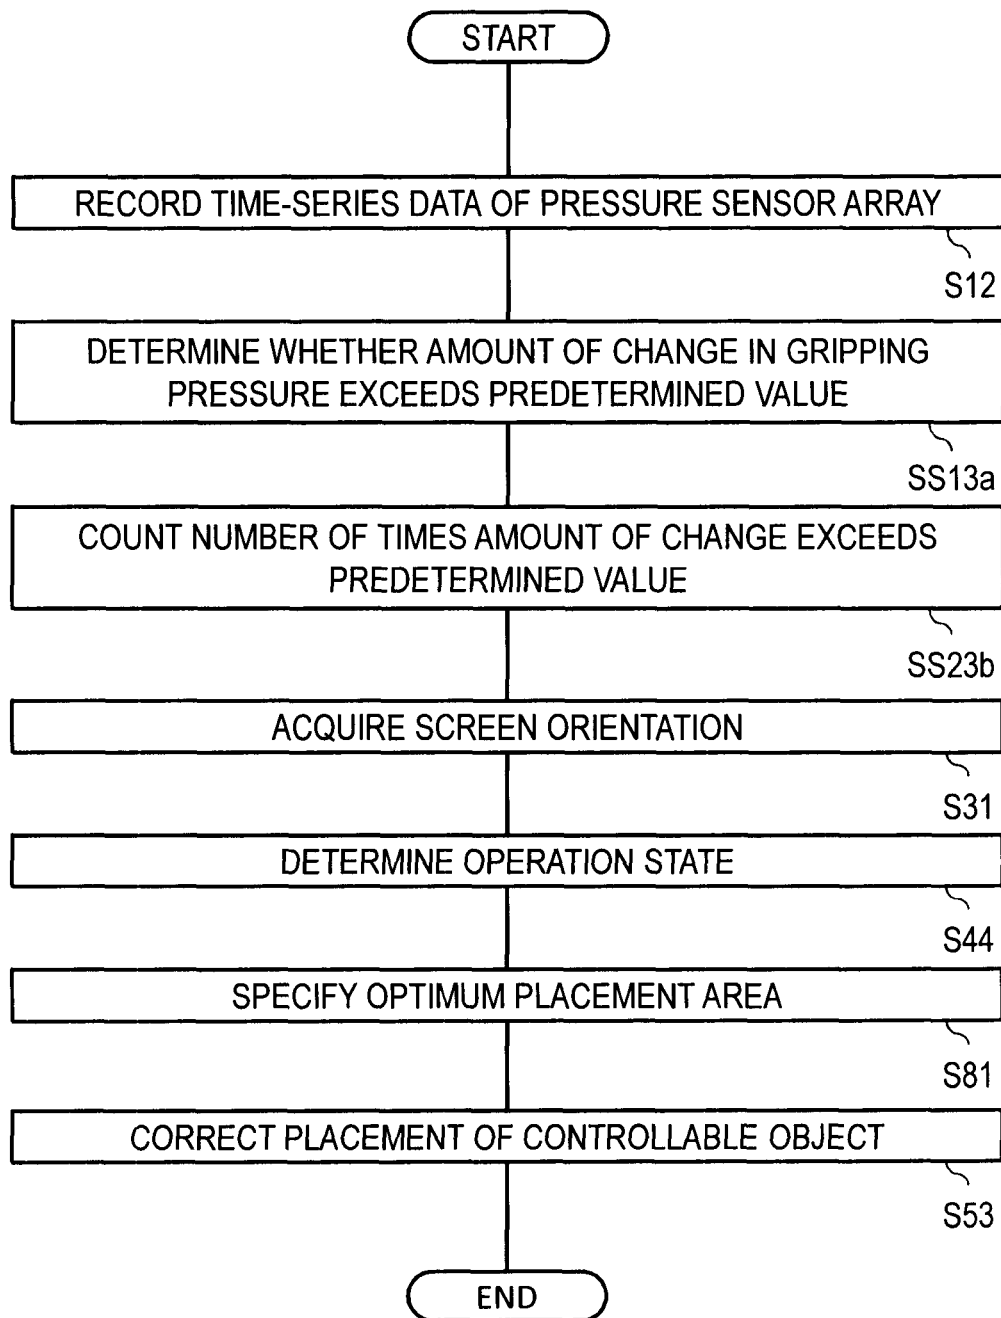 START
RECORD TIME-SERIES DATA OF PRESSURE SENSOR ARRAY
S12
DETERMINE WHETHER AMOUNT OF CHANGE IN GRIPPING
PRESSURE EXCEEDS PREDETERMINED VALUE
SS13a
COUNT NUMBER OF TIMES AMOUNT OF CHANGE EXCEEDS
PREDETERMINED VALUE
SS23b
ACQUIRE SCREEN ORIENTATION
S31
DETERMINE OPERATION STATE
S44
SPECIFY OPTIMUM PLACEMENT AREA
S81
CORRECT PLACEMENT OF CONTROLLABLE OBJECT
S53
END